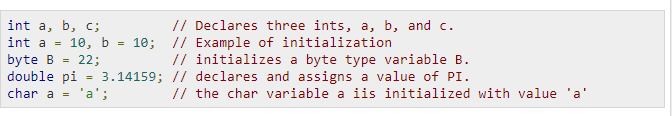 int a, b, c;         // Declares three ints, a, b, and c.
int a = 10, b = 10;  // Example of initialization
byte B = 22;         // initializes a byte type variable B.
double pi = 3.14159; // declares and assigns a value of PI.
char a = 'a';        // the char variable a iis initialized with value 'a'